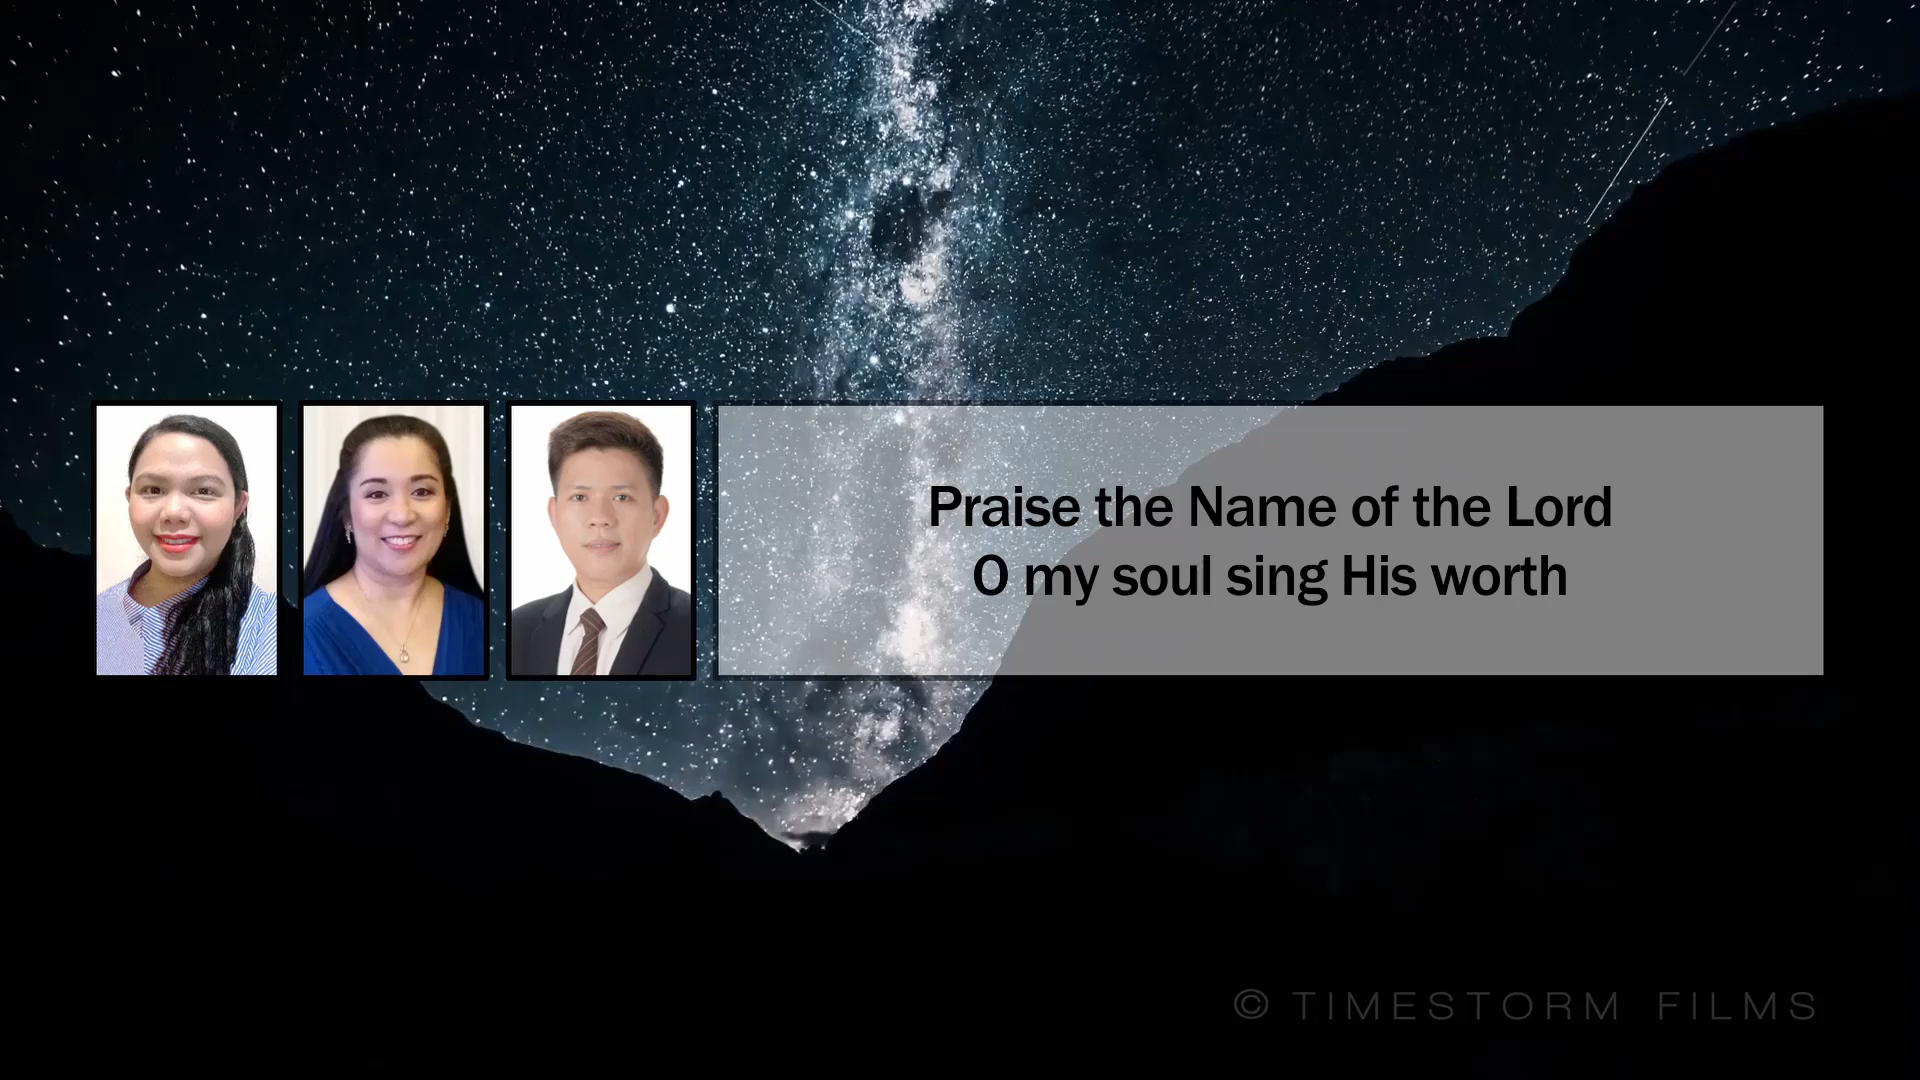 Praise the Name of the Lord
O my soul sing His worth
© TIMESTORM FILMS